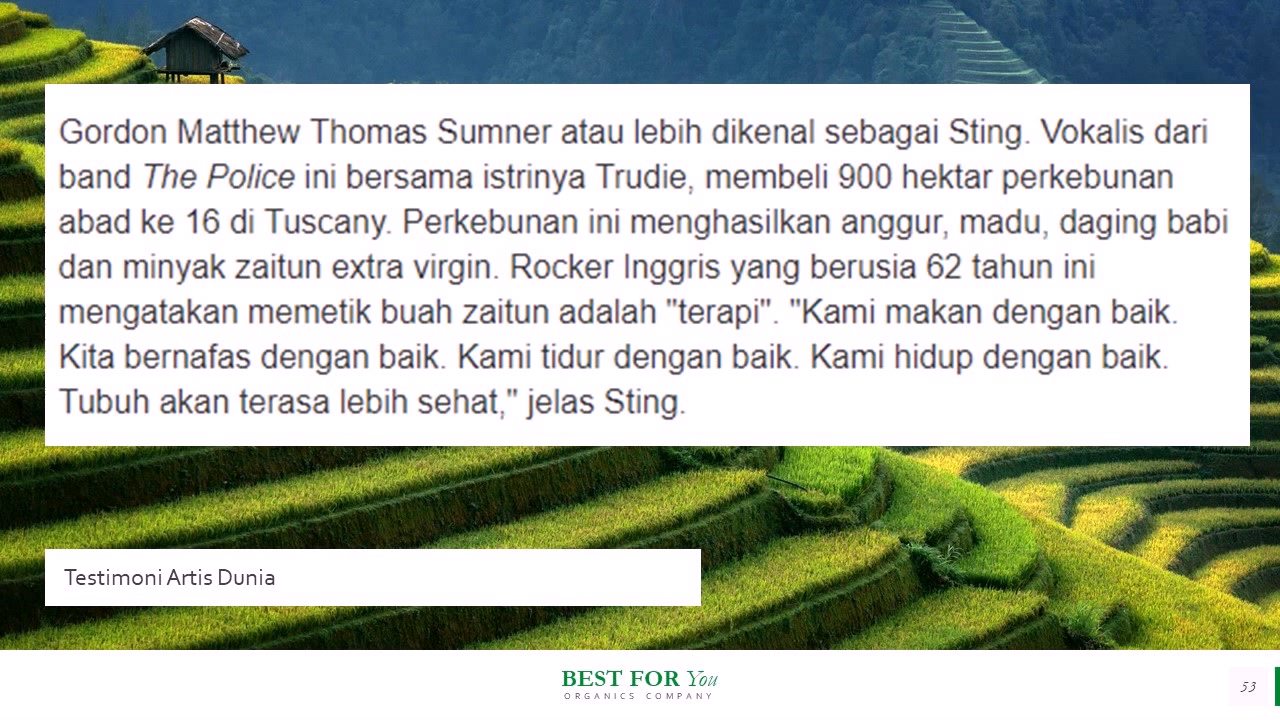 Gordon Matthew Thomas Sumner atau lebih dikenal sebagai Sting. Vokalis dari
band The Police ini bersama istrinya Trudie, membeli 900 hektar perkebunan
abad ke 16 di Tuscany. Perkebunan ini menghasilkan anggur, madu, daging babi
dan minyak zaitun extra virgin. Rocker Inggris yang berusia 62 tahun ini
mengatakan memetik buah zaitun adalah "terapi". "Kami makan dengan baik.
Kita bernafas dengan baik. Kami tidur dengan baik. Kami hidup dengan baik.
Tubuh akan terasa lebih sehat," jelas Sting.
Testimoni Artis Dunia
BEST FOR You
ORGANICS COMPANY
53